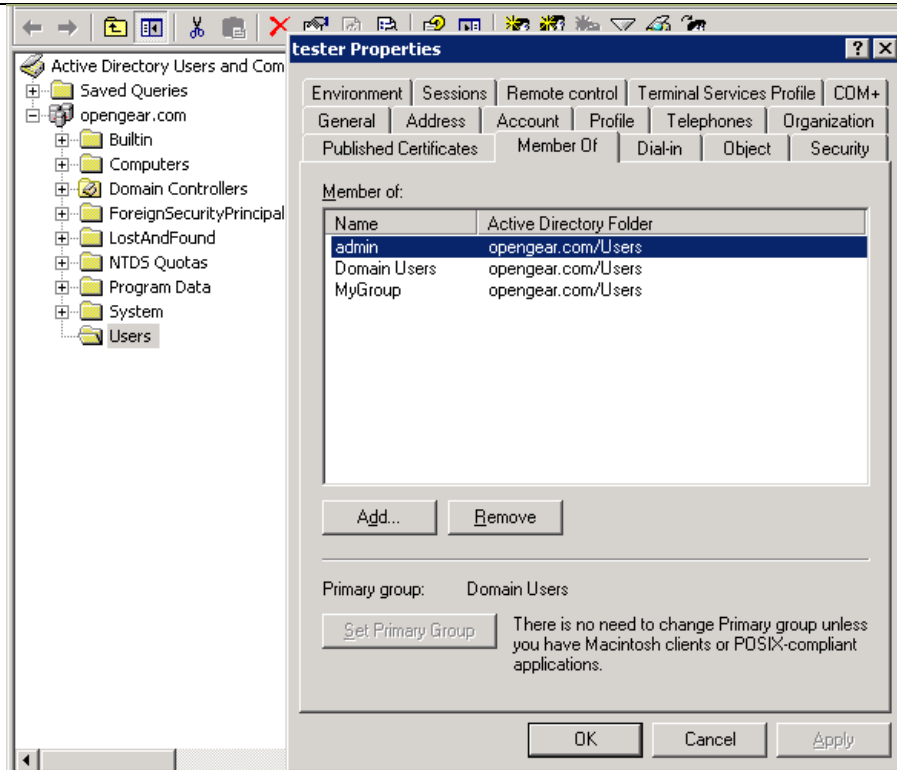 tester Properties
Active Directory Users and Com
Saved Queries
opengear.com
Builtin
Computers
Domain Controllers
ForeignSecurityPrincipal
LostAndFound
NTDS Quotas
Program Data
System
Users
Environment Sessions Remote control Terminal Services Profile COM+
General Address Account Profile Telephones Organization
Published Certificates Member Of Dial-in Object Security
Member of:
Name Active Directory Folder
admin opengear.com/Users
Domain Users opengear.com/Users
MyGroup opengear.com/Users
Add... Remove
Primary group: Domain Users
Set Primary Group
There is no need to change Primary group unless
you have Macintosh clients or POSIX-compliant
applications.
OK Cancel Apply